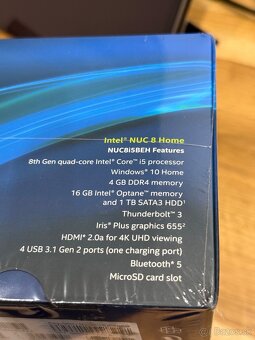 Intel® NUC 8 Home
NUC8i5BEH Features
8th Gen quad-core Intel® Core™ i5 processor
Windows® 10 Home
4 GB DDR4 memory
16 GB Intel® Optane™ memory
and 1 TB SATA3 HDD¹
Thunderbolt™ 3
Iris® Plus graphics 655²
HDMI® 2.0a for 4K UHD viewing
4 USB 3.1 Gen 2 ports (one charging port)
Bluetooth® 5
MicroSD card slot